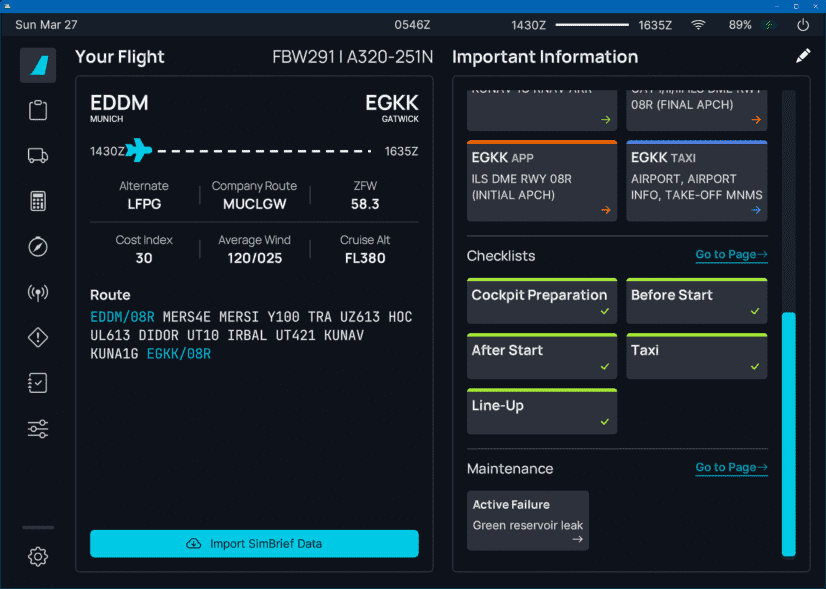 Sun Mar 27
0546Z
1430Z
1635Z
89%
Your Flight
FBW291 | A320-251N
EDDM
EGKK
MUNICH
GATWICK
1430Z
1635Z
Alternate
Company Route
ZFW
LFPG
MUCLGW
58.3
Cost Index
Average Wind
Cruise Alt
30
120/025
FL380
Route
EDDM/08R MERS4E MERSI Y100 TRA UZ613 HOC
UL613 DIDOR UT10 IRBAL UT421 KUNAV
KUNA1G EGKK/08R
Import SimBrief Data
Important Information
08R (FINAL APCH)
EGKK APP
ILS DME RWY 08R
(INITIAL APCH)
EGKK TAXI
AIRPORT, AIRPORT
INFO, TAKE-OFF MNMS
Checklists
Go to Page
Cockpit Preparation
Before Start
After Start
Taxi
Line-Up
Maintenance
Go to Page
Active Failure
Green reservoir leak